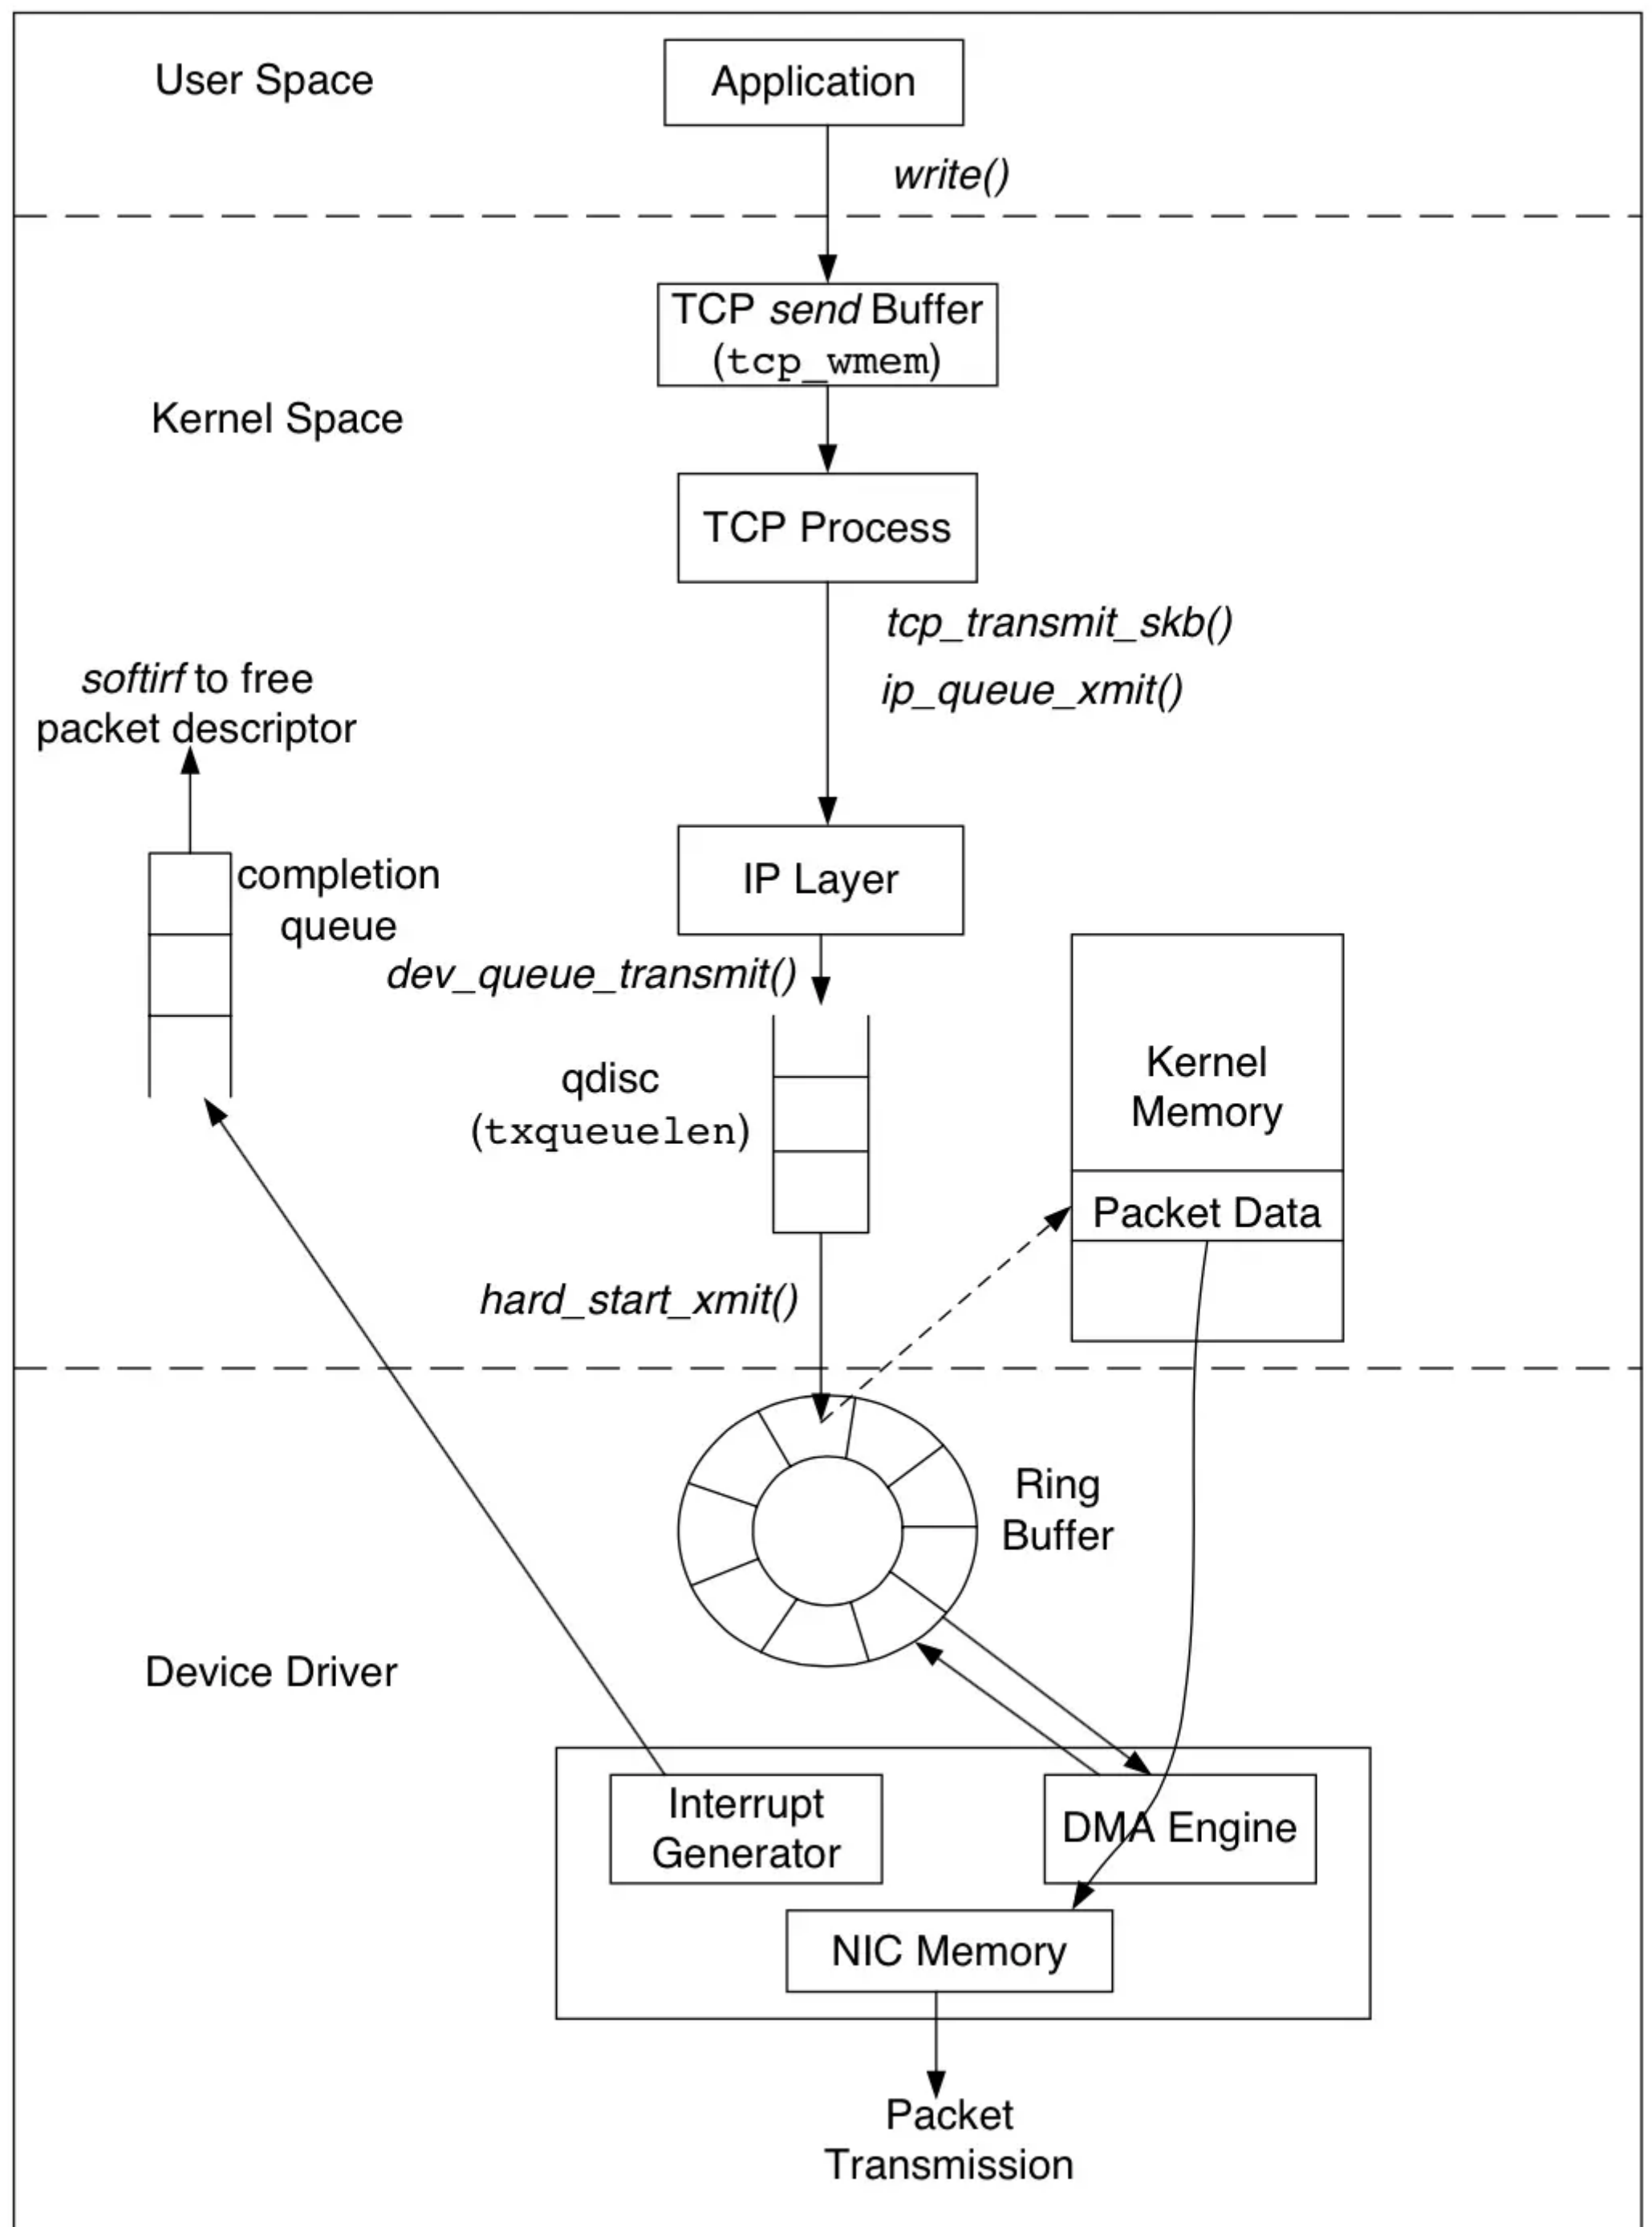 User Space
Application
write()
TCP send Buffer
(tcp_wmem)
Kernel Space
TCP Process
tcp_transmit_skb()
ip_queue_xmit()
softirf to free
packet descriptor
IP Layer
completion
queue
dev_queue_transmit()
Kernel
Memory
qdisc
(txqueuelen)
Packet Data
hard_start_xmit()
Ring
Buffer
Device Driver
Interrupt
Generator
DMA Engine
NIC Memory
Packet
Transmission